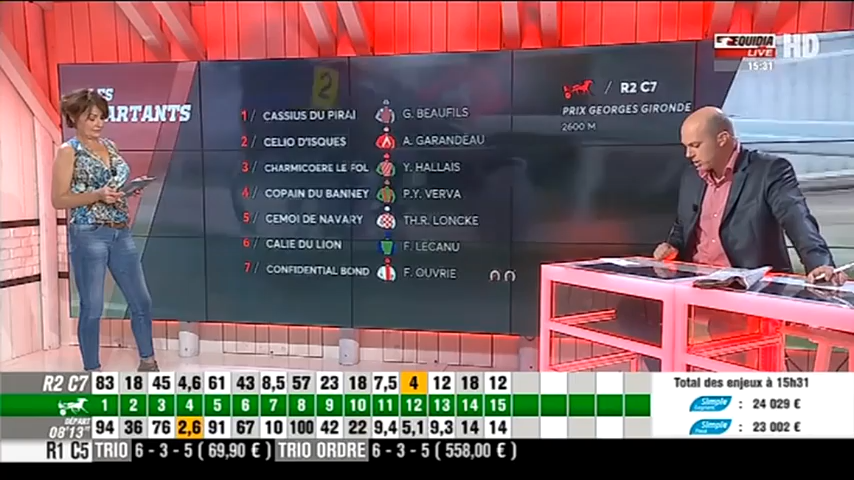 EQUIDIA
LIVE HD
15:31
PARTANTS
2
R2 C7
PRIX GEORGES GIRONDE
2600 M
1/ CASSIUS DU PIRAI G. BEAUFILS
2/ CELIO D'ISQUES A. GARANDEAU
3/ CHARMICOERE LE FOL Y. HALLAIS
4/ COPAIN DU BANNEY P.Y. VERVA
5/ CEMOI DE NAVARY TH.R. LONCKE
6/ CALIE DU LION F. LECANU
7/ CONFIDENTIAL BOND F. OUVRIE
R2 C7 83 18 45 4,6 61 43 8,5 57 23 18 7,5 4 12 18 12
1 2 3 4 5 6 7 8 9 10 11 12 13 14 15
DÉPART
08'13" 94 36 76 2,6 91 67 10 100 42 22 9,4 5,1 9,3 14 14
Total des enjeux à 15h31
Simple : 24 029 €
Simple : 23 002 €
R1 C5 TRIO 6 - 3 - 5 ( 69,90 € ) TRIO ORDRE 6 - 3 - 5 ( 558,00 € )